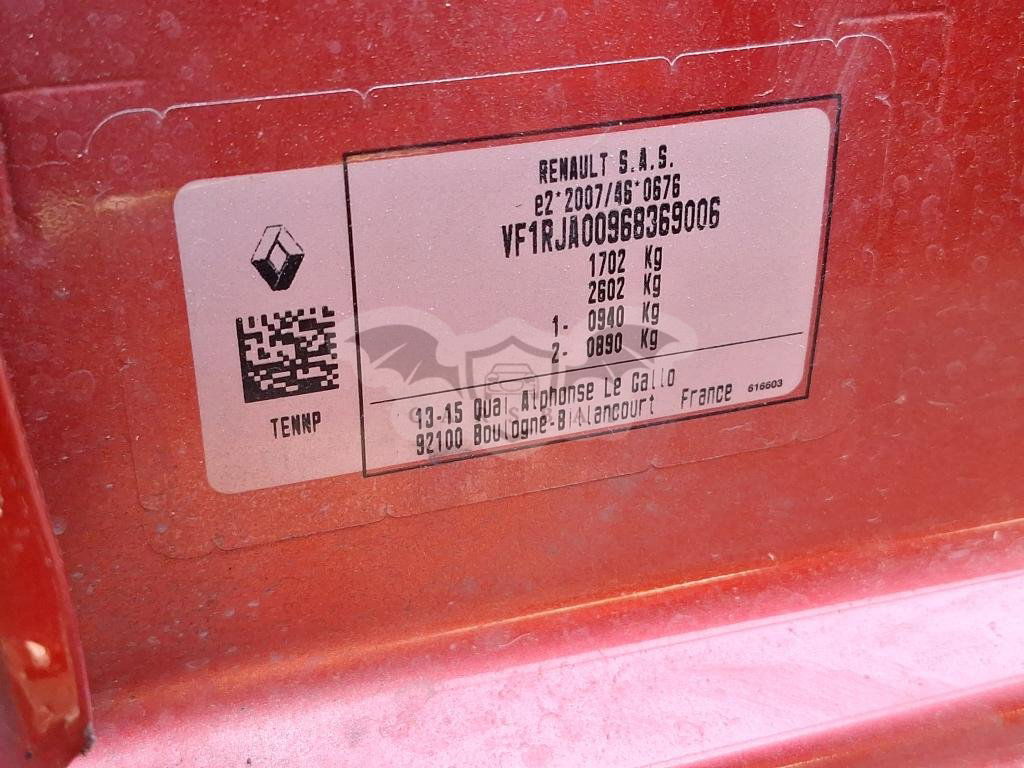 RENAULT S.A.S.
e2*2007/46*0676
VF1RJA00968369006
1702 Kg
2602 Kg
1- 0940 Kg
2- 0890 Kg
TENNP
13-15 Quai Alphonse Le Gallo
92100 Boulogne-Billancourt France
616603